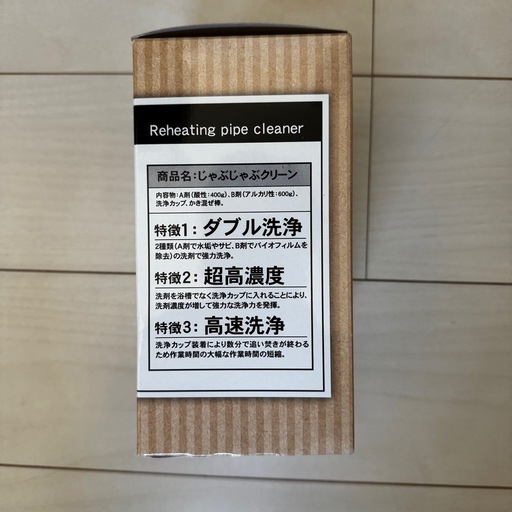 Reheating pipe cleaner
商品名:じゃぶじゃぶクリーン
内容物:A剤(酸性:400g)、B剤(アルカリ性:600g)、
洗浄カップ、かき混ぜ棒。
特徴1:ダブル洗浄
2種類(A剤で水垢やサビ、B剤でバイオフィルムを
除去)の洗剤で強力洗浄。
特徴2:超高濃度
洗剤を浴槽でなく洗浄カップに入れることにより、
洗剤濃度が増して強力な洗浄力を発揮。
特徴3:高速洗浄
洗浄カップ装着により数分で追い焚きが終わる
ため作業時間の大幅な作業時間の短縮。